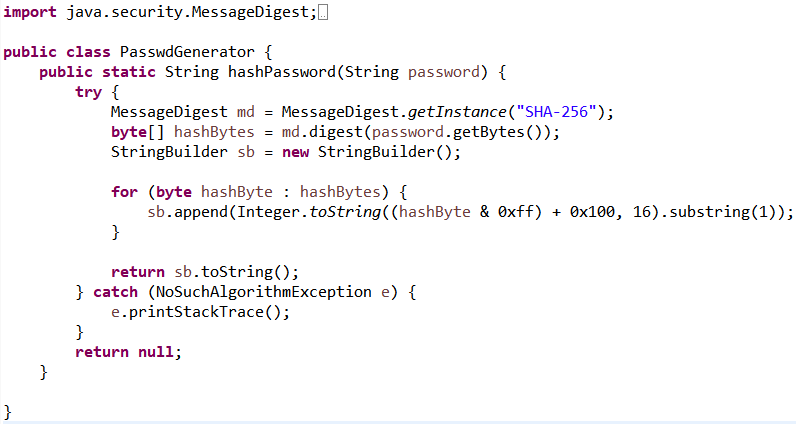 import java.security.MessageDigest;

public class PasswdGenerator {
    public static String hashPassword(String password) {
        try {
            MessageDigest md = MessageDigest.getInstance("SHA-256");
            byte[] hashBytes = md.digest(password.getBytes());
            StringBuilder sb = new StringBuilder();

            for (byte hashByte : hashBytes) {
                sb.append(Integer.toString((hashByte & 0xff) + 0x100, 16).substring(1));
            }

            return sb.toString();
        } catch (NoSuchAlgorithmException e) {
            e.printStackTrace();
        }
        return null;
    }

}